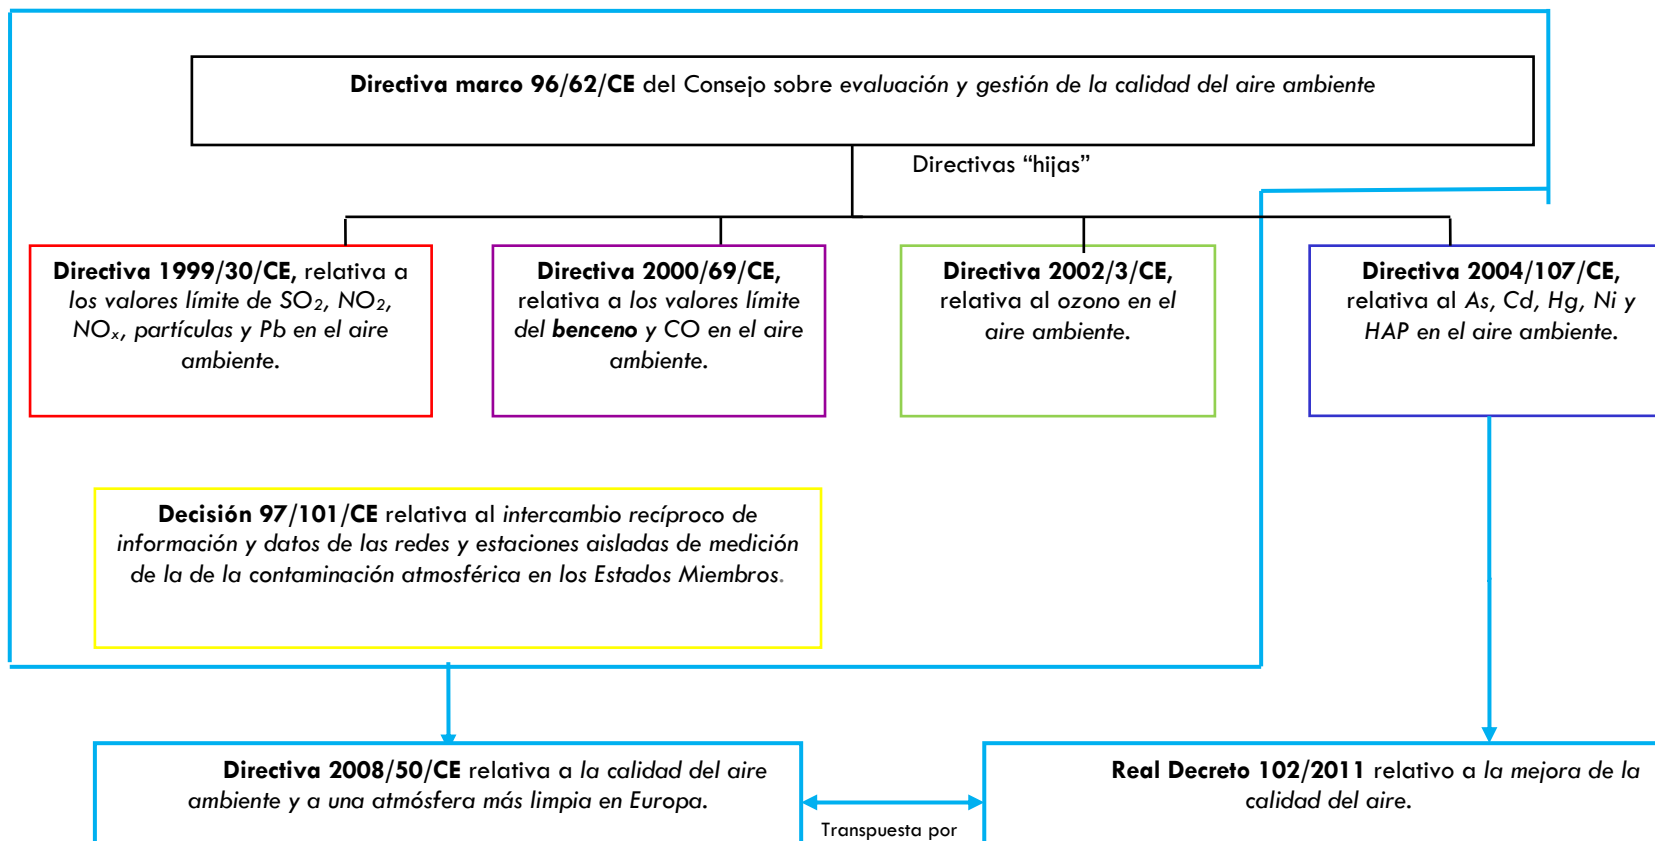 Directiva marco 96/62/CE del Consejo sobre evaluación y gestión de la calidad del aire ambiente
Directivas “hijas”
Directiva 1999/30/CE, relativa a
los valores límite de SO₂, NO₂,
NOₓ, partículas y Pb en el aire
ambiente.
Directiva 2000/69/CE,
relativa a los valores límite
del benceno y CO en el aire
ambiente.
Directiva 2002/3/CE,
relativa al ozono en el
aire ambiente.
Directiva 2004/107/CE,
relativa al As, Cd, Hg, Ni y
HAP en el aire ambiente.
Decisión 97/101/CE relativa al intercambio recíproco de
información y datos de las redes y estaciones aisladas de medición
de la de la contaminación atmosférica en los Estados Miembros.
Directiva 2008/50/CE relativa a la calidad del aire
ambiente y a una atmósfera más limpia en Europa.
Transpuesta por
Real Decreto 102/2011 relativo a la mejora de la
calidad del aire.